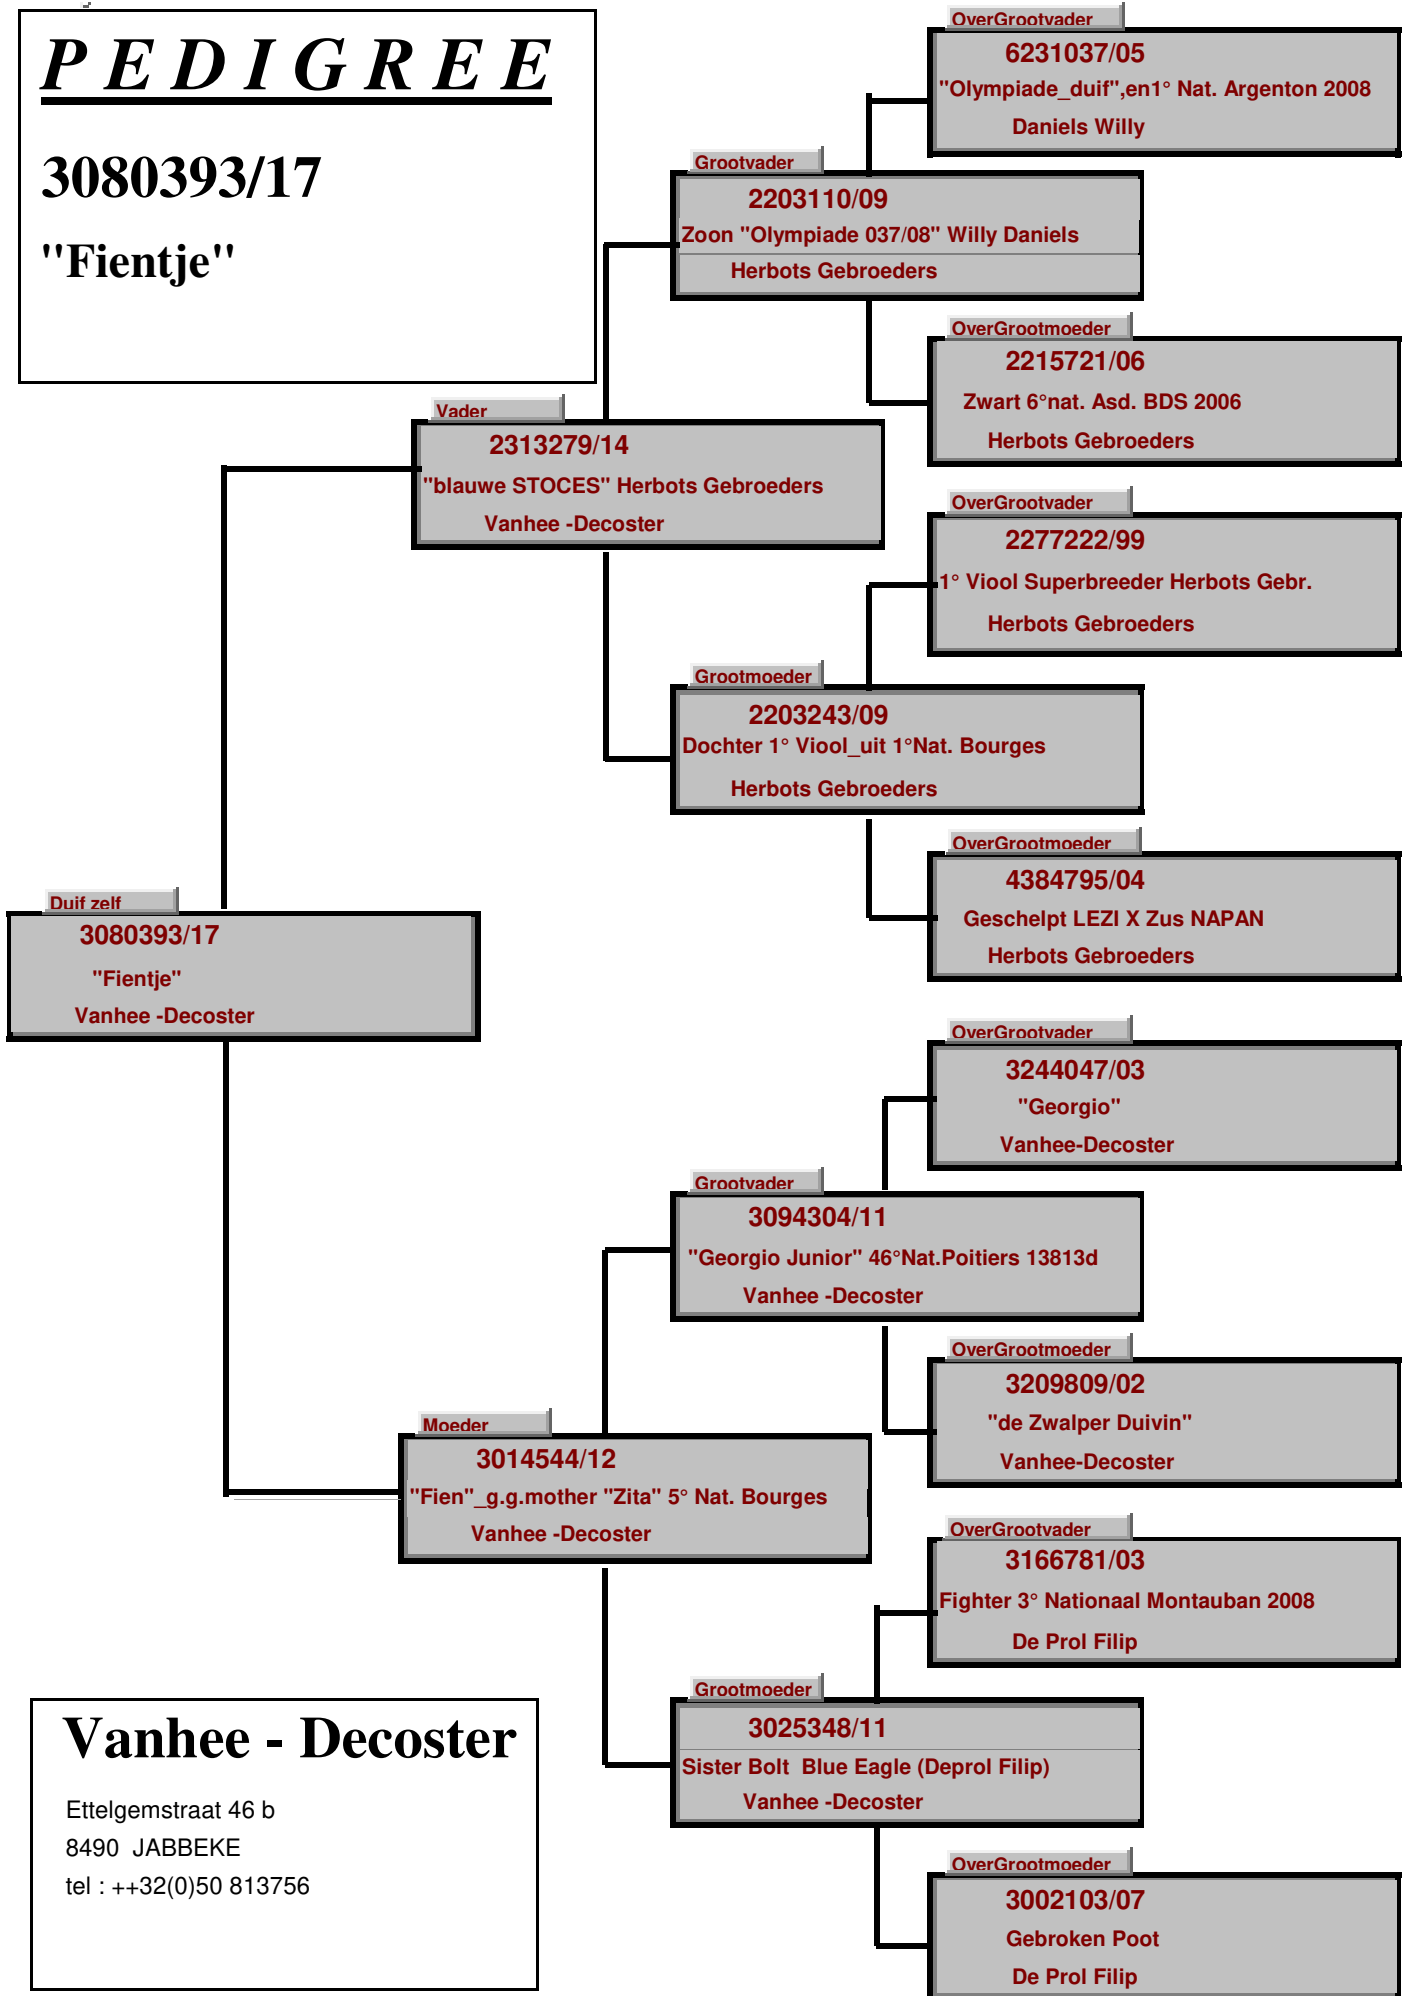 P E D I G R E E
3080393/17
"Fientje"
OverGrootvader
6231037/05
"Olympiade_duif",en1° Nat. Argenton 2008
Daniels Willy
Grootvader
2203110/09
Zoon "Olympiade 037/08" Willy Daniels
Herbots Gebroeders
OverGrootmoeder
2215721/06
Zwart 6°nat. Asd. BDS 2006
Herbots Gebroeders
Vader
2313279/14
"blauwe STOCES" Herbots Gebroeders
Vanhee -Decoster
OverGrootvader
2277222/99
1° Viool Superbreeder Herbots Gebr.
Herbots Gebroeders
Grootmoeder
2203243/09
Dochter 1° Viool_uit 1°Nat. Bourges
Herbots Gebroeders
OverGrootmoeder
4384795/04
Geschelpt LEZI X Zus NAPAN
Herbots Gebroeders
Duif zelf
3080393/17
"Fientje"
Vanhee -Decoster
OverGrootvader
3244047/03
"Georgio"
Vanhee-Decoster
Grootvader
3094304/11
"Georgio Junior" 46°Nat.Poitiers 13813d
Vanhee -Decoster
OverGrootmoeder
3209809/02
"de Zwalper Duivin"
Vanhee-Decoster
Moeder
3014544/12
"Fien"_g.g.mother "Zita" 5° Nat. Bourges
Vanhee -Decoster
OverGrootvader
3166781/03
Fighter 3° Nationaal Montauban 2008
De Prol Filip
Grootmoeder
3025348/11
Sister Bolt  Blue Eagle (Deprol Filip)
Vanhee -Decoster
OverGrootmoeder
3002103/07
Gebroken Poot
De Prol Filip
Vanhee - Decoster
Ettelgemstraat 46 b
8490  JABBEKE
tel : ++32(0)50 813756